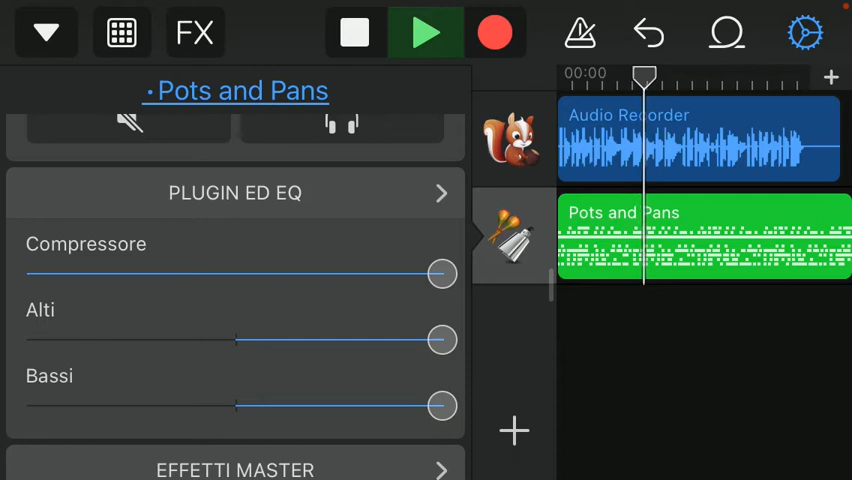 FX
· Pots and Pans
00:00
Audio Recorder
PLUGIN ED EQ
Pots and Pans
Compressore
Alti
Bassi
EFFETTI MASTER